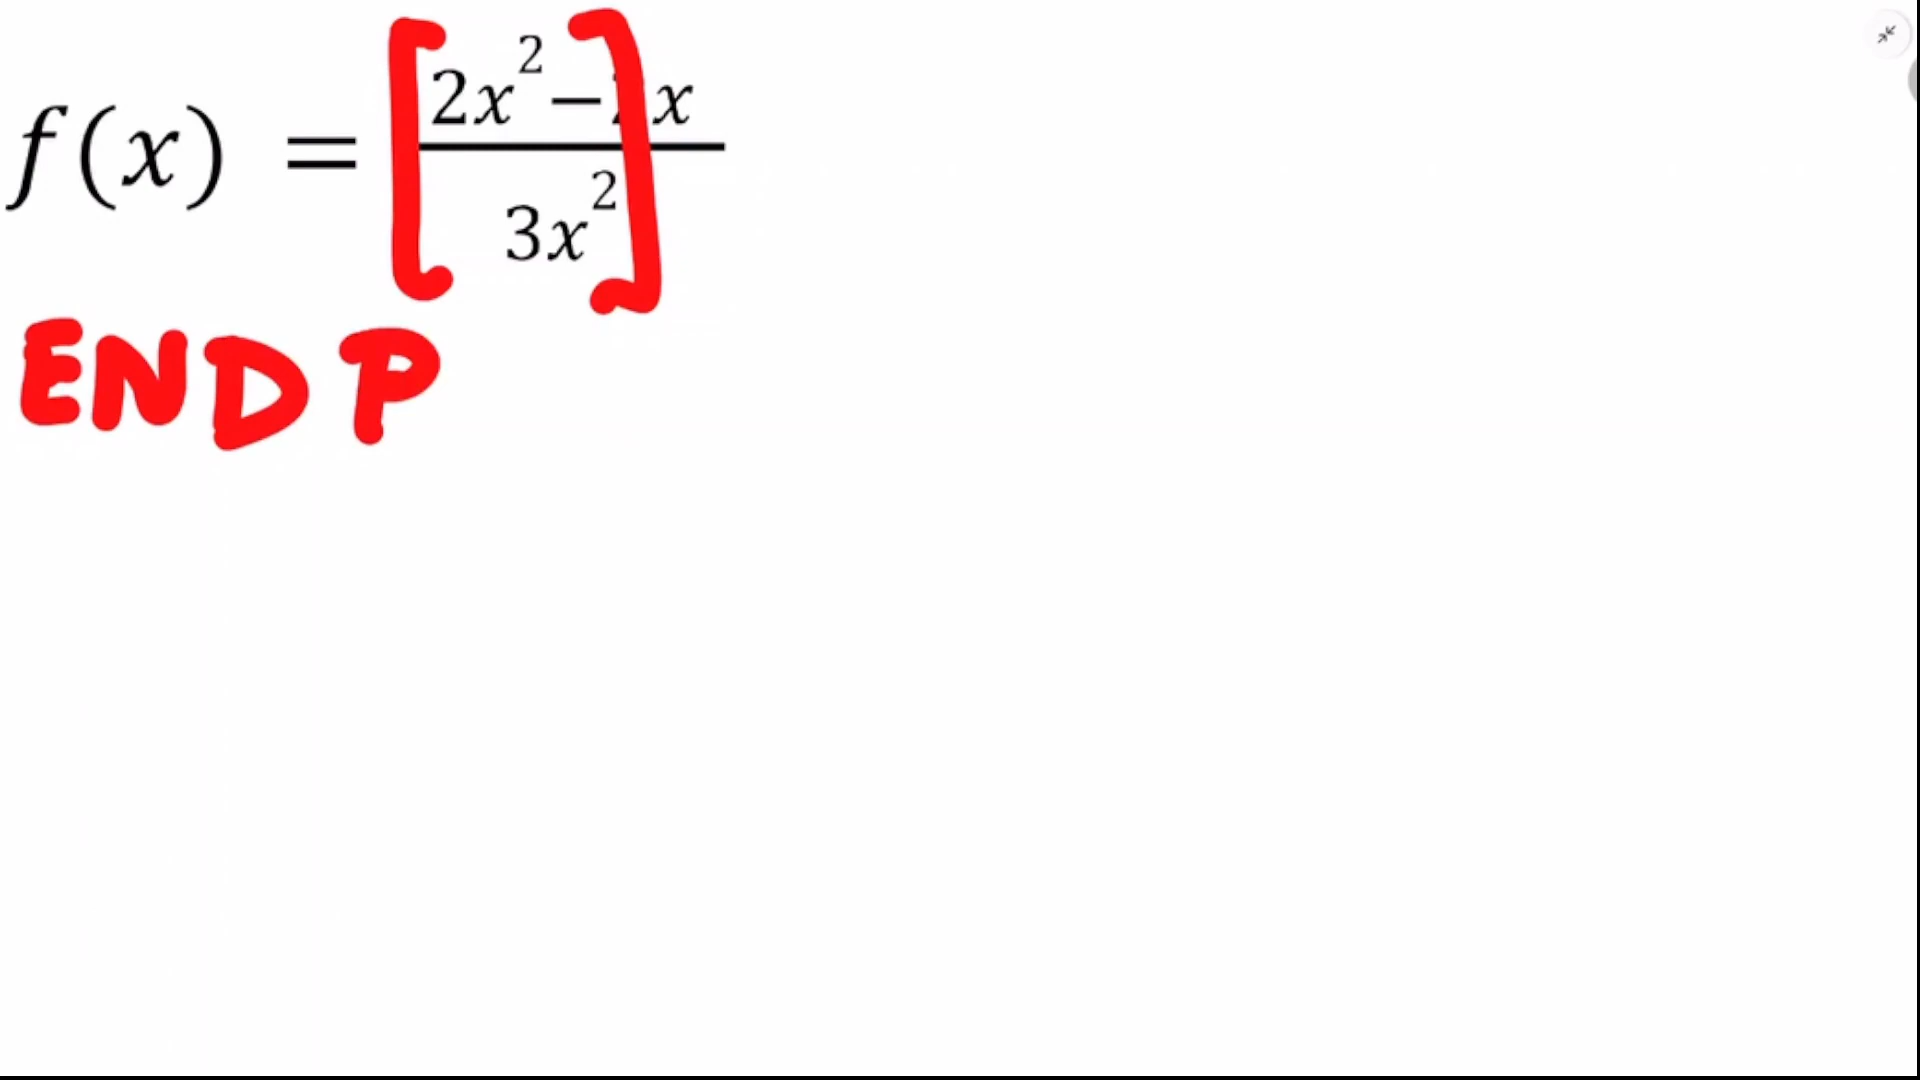 f(x) = [2x² − x] / 3x²
END P